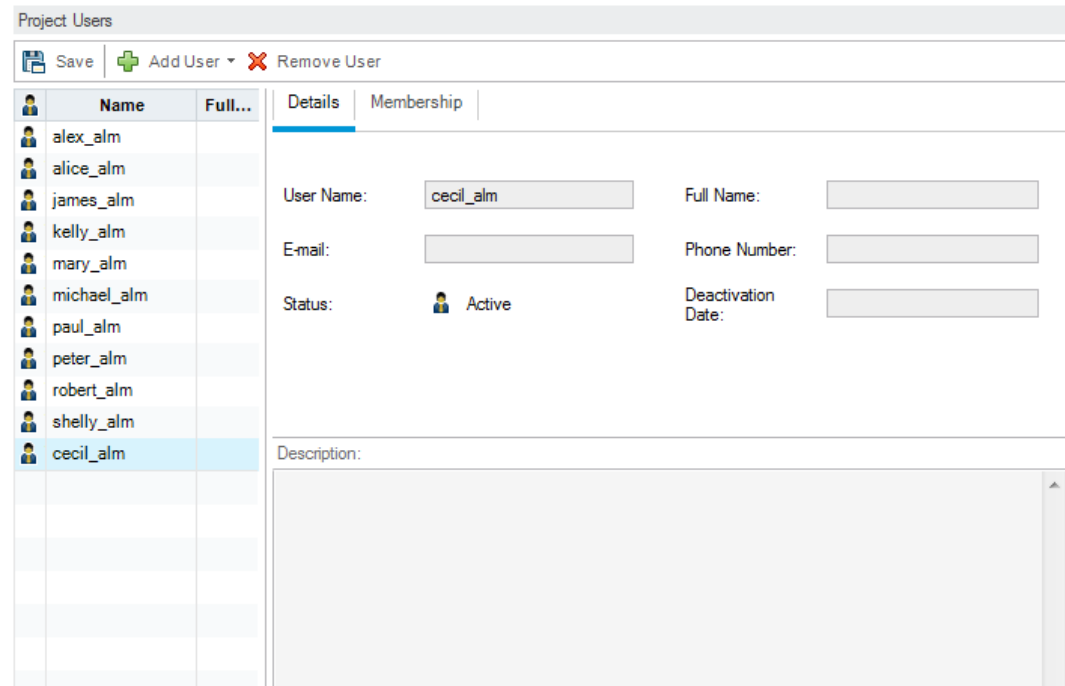 Project Users
Save Add User Remove User
Name Full...
alex_alm
alice_alm
james_alm
kelly_alm
mary_alm
michael_alm
paul_alm
peter_alm
robert_alm
shelly_alm
cecil_alm
Details Membership
User Name: cecil_alm Full Name:
E-mail: Phone Number:
Status: Active Deactivation
Date:
Description: